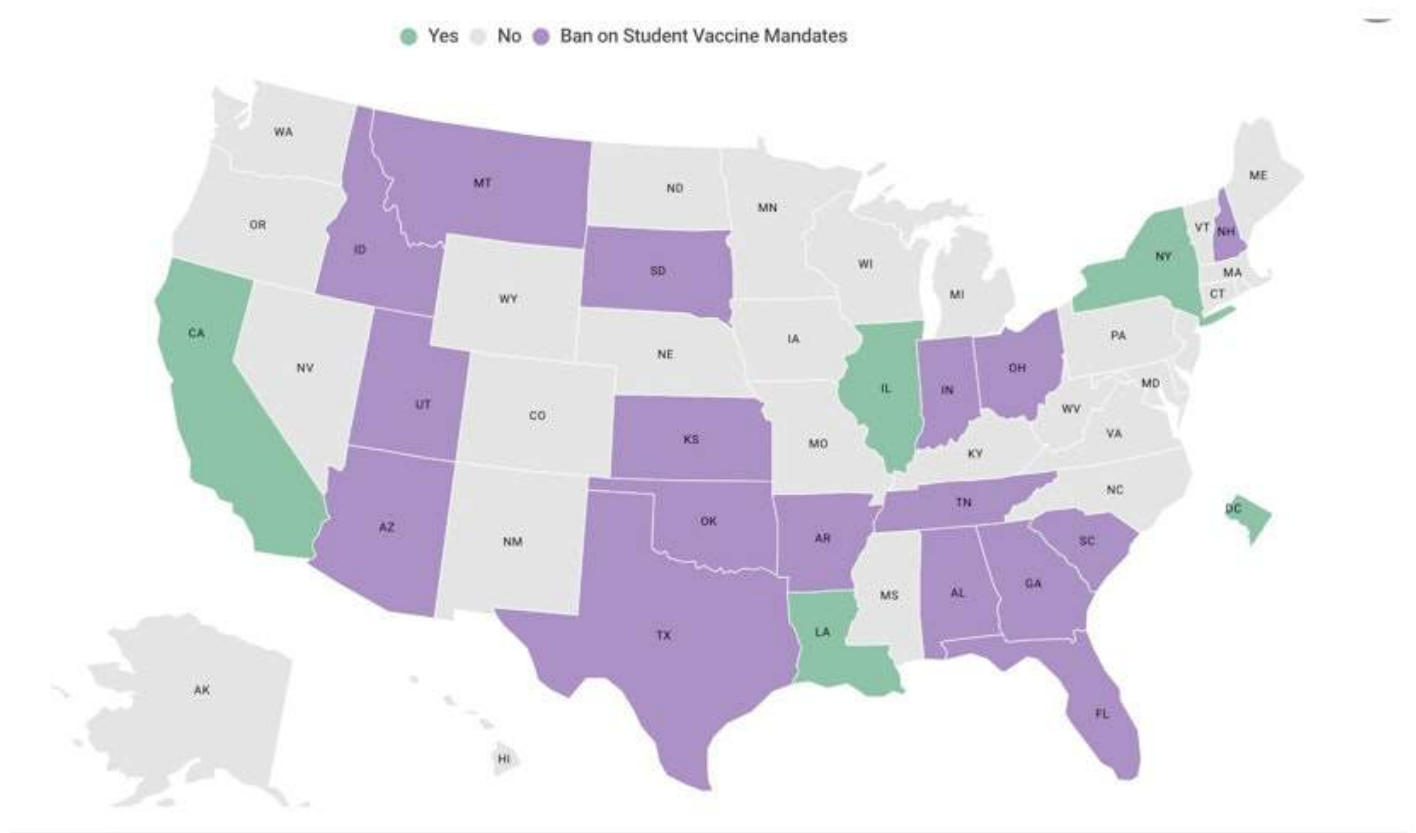 Yes No Ban on Student Vaccine Mandates
WA
MT
ND
MN
ME
OR
ID
SD
WI
MI
NY
VT
NH
MA
CT
WY
CA
NV
NE
IA
PA
UT
CO
IL
IN
OH
MD
WV
VA
KS
MO
KY
NC
AZ
NM
OK
AR
TN
SC
DC
MS
AL
GA
TX
LA
AK
FL
HI